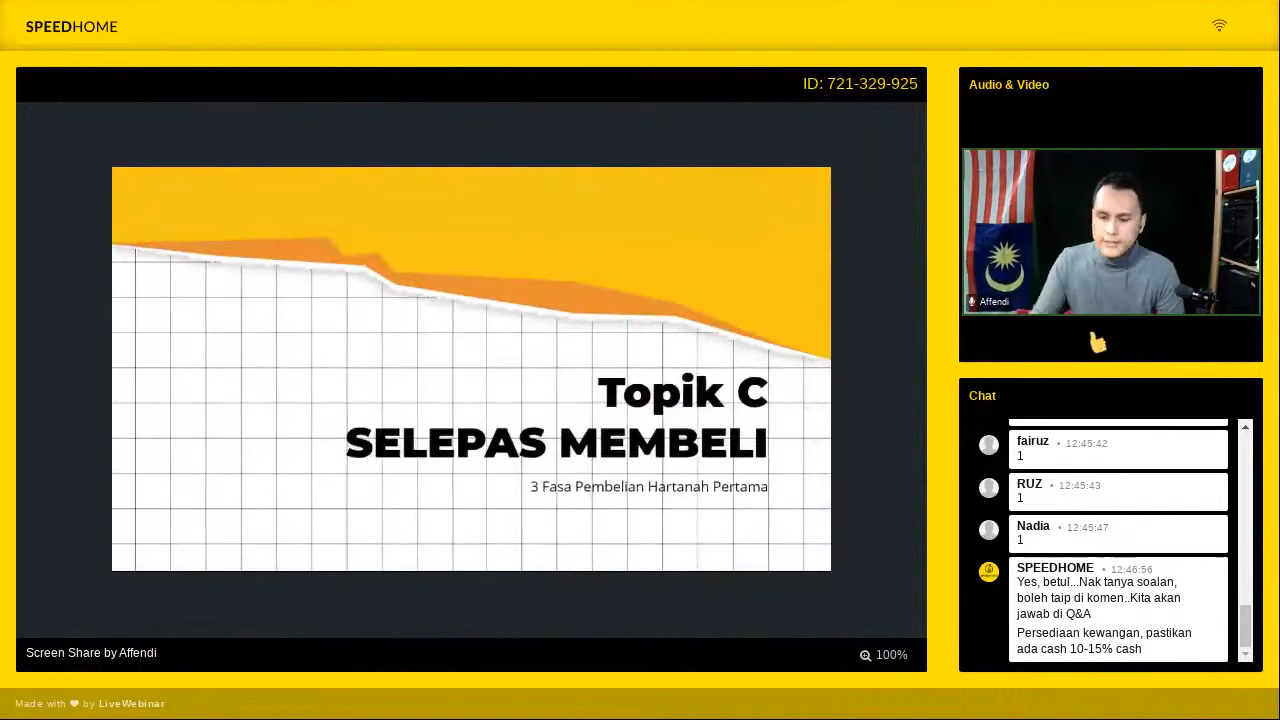 SPEEDHOME
ID: 721-329-925
Topik C
SELEPAS MEMBELI
3 Fasa Pembelian Hartanah Pertama
Screen Share by Affendi
100%
Audio & Video
Affendi
Chat
fairuz • 12:45:42
1
RUZ • 12:45:43
1
Nadia • 12:45:47
1
SPEEDHOME • 12:46:56
Yes, betul...Nak tanya soalan,
boleh taip di komen..Kita akan
jawab di Q&A
Persediaan kewangan, pastikan
ada cash 10-15% cash
Made with ❤ by LiveWebinar